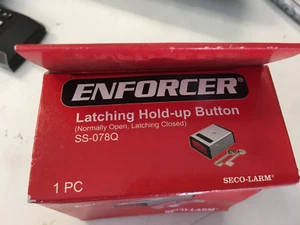 ENFORCER®
Latching Hold-up Button
(Normally Open, Latching Closed)
SS-078Q
1 PC
SECO-LARM®